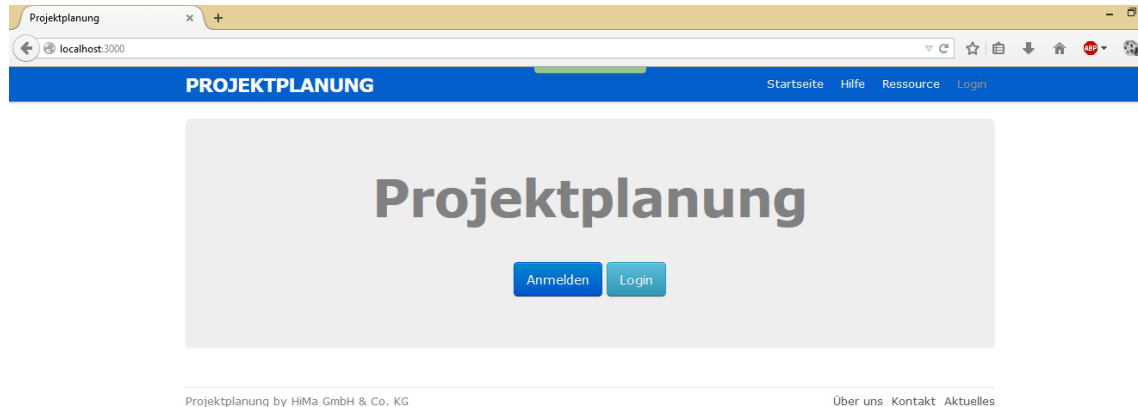 Projektplanung
localhost:3000
ABP
PROJEKTPLANUNG Startseite Hilfe Ressource Login
Projektplanung
Anmelden Login
Projektplanung by HiMa GmbH & Co. KG Über uns Kontakt Aktuelles